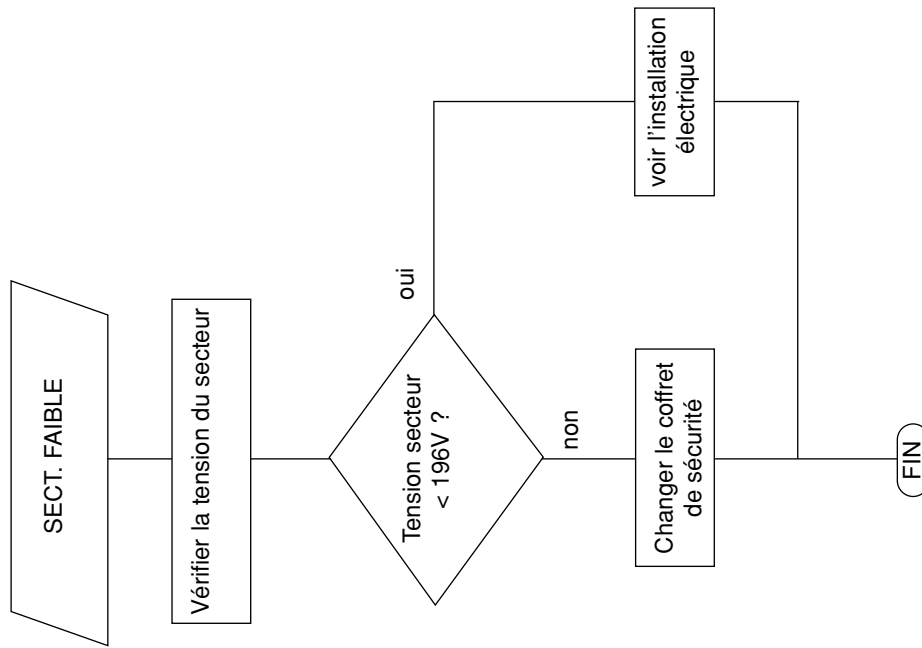 SECT. FAIBLE
Vérifier la tension du secteur
Tension secteur
< 196V ?
oui
non
voir l'installation
électrique
Changer le coffret
de sécurité
FIN